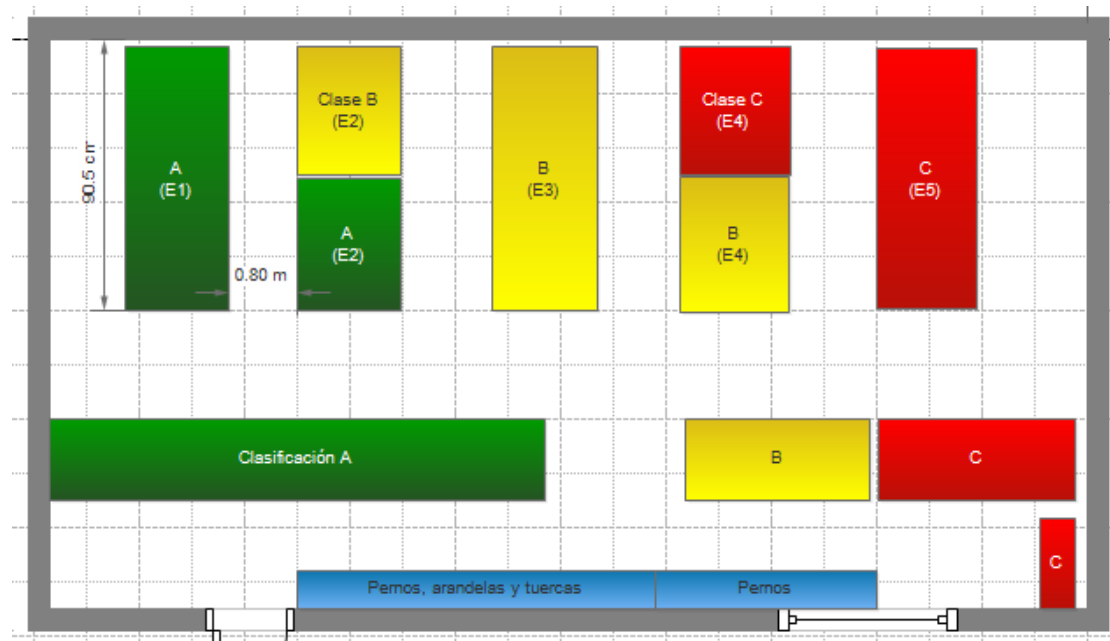 90.5 cm
A
(E1)
0.80 m
Clase B
(E2)
A
(E2)
B
(E3)
Clase C
(E4)
B
(E4)
C
(E5)
Clasificación A
B
C
C
Pernos, arandelas y tuercas
Pernos